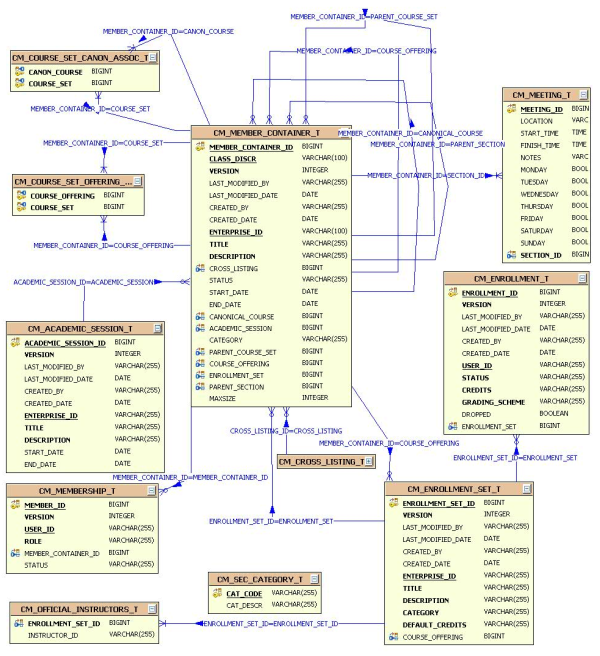 MEMBER_CONTAINER_ID=PARENT_COURSE_SET
MEMBER_CONTAINER_ID=CANON_COURSE
MEMBER_CONTAINER_ID=COURSE_OFFERING
CM_COURSE_SET_CANON_ASSOC_T
CANON_COURSE BIGINT
COURSE_SET BIGINT
MEMBER_CONTAINER_ID=COURSE_SET
MEMBER_CONTAINER_ID=COURSE_SET
CM_COURSE_SET_OFFERING_...
COURSE_OFFERING BIGINT
COURSE_SET BIGINT
MEMBER_CONTAINER_ID=COURSE_OFFERING
ACADEMIC_SESSION_ID=ACADEMIC_SESSION
CM_MEMBER_CONTAINER_T
MEMBER_CONTAINER_ID BIGINT
CLASS_DISCR VARCHAR(100)
VERSION INTEGER
LAST_MODIFIED_BY VARCHAR(255)
LAST_MODIFIED_DATE DATE
CREATED_BY VARCHAR(255)
CREATED_DATE DATE
ENTERPRISE_ID VARCHAR(100)
TITLE VARCHAR(255)
DESCRIPTION VARCHAR(255)
CROSS_LISTING BIGINT
STATUS VARCHAR(255)
START_DATE DATE
END_DATE DATE
CANONICAL_COURSE BIGINT
ACADEMIC_SESSION BIGINT
CATEGORY VARCHAR(255)
PARENT_COURSE_SET BIGINT
COURSE_OFFERING BIGINT
ENROLLMENT_SET BIGINT
PARENT_SECTION BIGINT
MAXSIZE INTEGER
MEMBER_CONTAINER_ID=CANONICAL_COURSE
MEMBER_CONTAINER_ID=PARENT_SECTION
MEMBER_CONTAINER_ID=SECTION_ID
CM_MEETING_T
MEETING_ID BIGIN
LOCATION VARC
START_TIME TIME
FINISH_TIME TIME
NOTES VARC
MONDAY BOOL
TUESDAY BOOL
WEDNESDAY BOOL
THURSDAY BOOL
FRIDAY BOOL
SATURDAY BOOL
SUNDAY BOOL
SECTION_ID BIGIN
CM_ENROLLMENT_T
ENROLLMENT_ID BIGINT
VERSION INTEGER
LAST_MODIFIED_BY VARCHAR(255)
LAST_MODIFIED_DATE DATE
CREATED_BY VARCHAR(255)
CREATED_DATE DATE
USER_ID VARCHAR(255)
STATUS VARCHAR(255)
CREDITS VARCHAR(255)
GRADING_SCHEME VARCHAR(255)
DROPPED BOOLEAN
ENROLLMENT_SET BIGINT
CM_ACADEMIC_SESSION_T
ACADEMIC_SESSION_ID BIGINT
VERSION INTEGER
LAST_MODIFIED_BY VARCHAR(255)
LAST_MODIFIED_DATE DATE
CREATED_BY VARCHAR(255)
CREATED_DATE DATE
ENTERPRISE_ID VARCHAR(255)
TITLE VARCHAR(255)
DESCRIPTION VARCHAR(255)
START_DATE DATE
END_DATE DATE
CROSS_LISTING_ID=CROSS_LISTING
MEMBER_CONTAINER_ID=COURSE_OFFERING
ENROLLMENT_SET_ID=ENROLLMENT_SET
CM_CROSS_LISTING_T
MEMBER_CONTAINER_ID=MEMBER_CONTAINER_ID
CM_MEMBERSHIP_T
MEMBER_ID BIGINT
VERSION INTEGER
USER_ID VARCHAR(255)
ROLE VARCHAR(255)
MEMBER_CONTAINER_ID BIGINT
STATUS VARCHAR(255)
ENROLLMENT_SET_ID=ENROLLMENT_SET
CM_ENROLLMENT_SET_T
ENROLLMENT_SET_ID BIGINT
VERSION INTEGER
LAST_MODIFIED_BY VARCHAR(255)
LAST_MODIFIED_DATE DATE
CREATED_BY VARCHAR(255)
CREATED_DATE DATE
ENTERPRISE_ID VARCHAR(255)
TITLE VARCHAR(255)
DESCRIPTION VARCHAR(255)
CATEGORY VARCHAR(255)
DEFAULT_CREDITS VARCHAR(255)
COURSE_OFFERING BIGINT
CM_SEC_CATEGORY_T
CAT_CODE VARCHAR(255)
CAT_DESCR VARCHAR(255)
CM_OFFICIAL_INSTRUCTORS_T
ENROLLMENT_SET_ID BIGINT
INSTRUCTOR_ID VARCHAR(255)
ENROLLMENT_SET_ID=ENROLLMENT_SET_ID